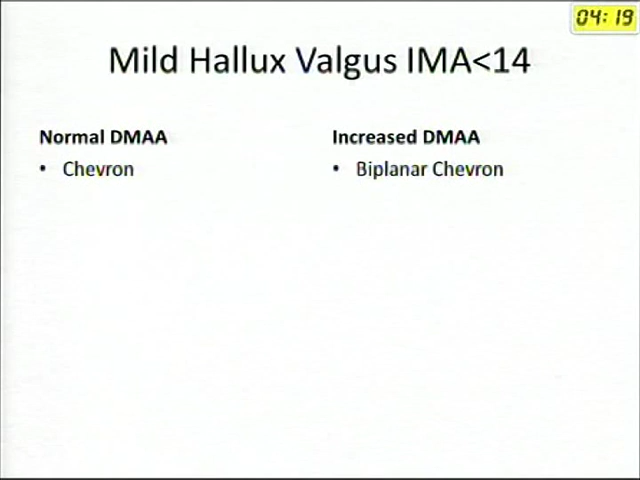 04:19
Mild Hallux Valgus IMA<14
Normal DMAA
• Chevron
Increased DMAA
• Biplanar Chevron